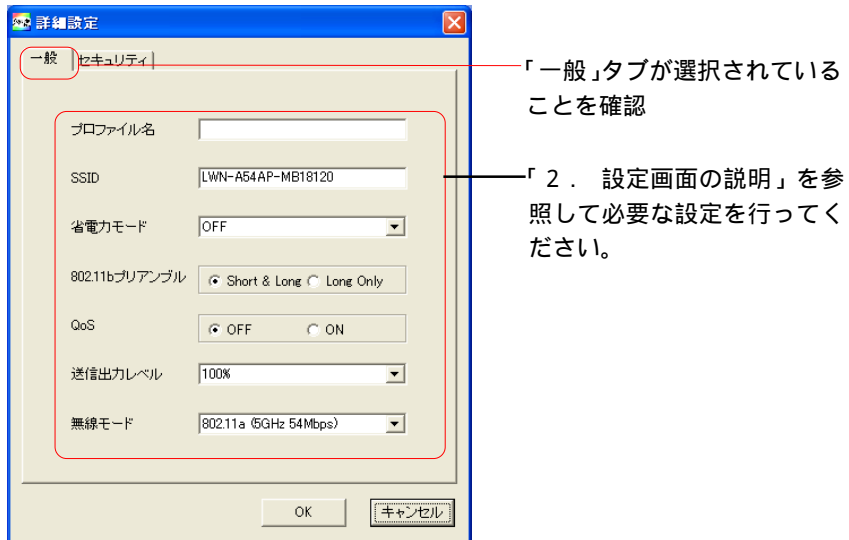 詳細設定
一般 セキュリティ
プロファイル名
SSID LWN-A54AP-MB18120
省電力モード OFF
802.11bプリアンブル Short & Long Long Only
QoS OFF ON
送信出力レベル 100%
無線モード 802.11a (5GHz 54Mbps)
OK キャンセル
「一般」タブが選択されている
ことを確認
「2. 設定画面の説明」を参
照して必要な設定を行ってく
ださい。